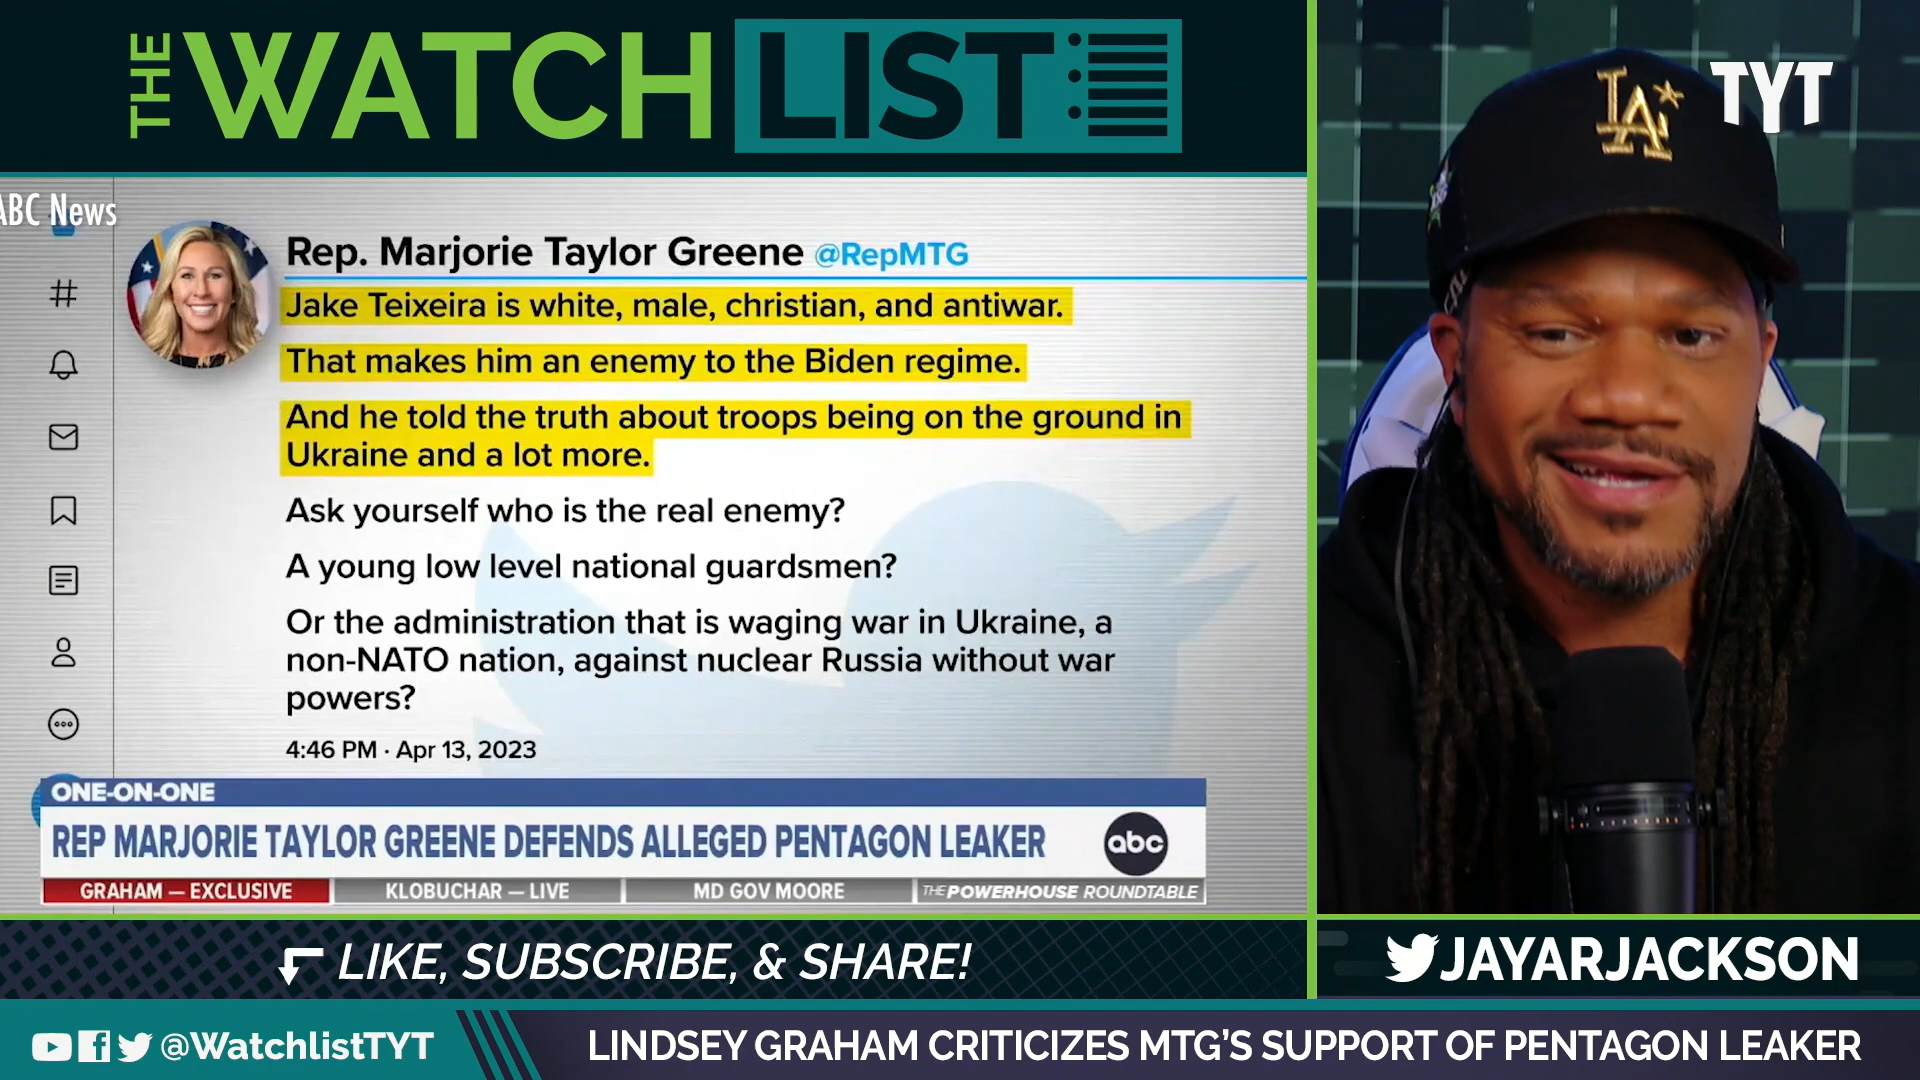 THE WATCH LIST
TYT
ABC News
Rep. Marjorie Taylor Greene @RepMTG
Jake Teixeira is white, male, christian, and antiwar.
That makes him an enemy to the Biden regime.
And he told the truth about troops being on the ground in
Ukraine and a lot more.
Ask yourself who is the real enemy?
A young low level national guardsmen?
Or the administration that is waging war in Ukraine, a
non-NATO nation, against nuclear Russia without war
powers?
4:46 PM · Apr 13, 2023
ONE-ON-ONE
REP MARJORIE TAYLOR GREENE DEFENDS ALLEGED PENTAGON LEAKER
abc
GRAHAM — EXCLUSIVE
KLOBUCHAR — LIVE
MD GOV MOORE
THE POWERHOUSE ROUNDTABLE
LIKE, SUBSCRIBE, & SHARE!
JAYARJACKSON
@WatchlistTYT
LINDSEY GRAHAM CRITICIZES MTG'S SUPPORT OF PENTAGON LEAKER
LA